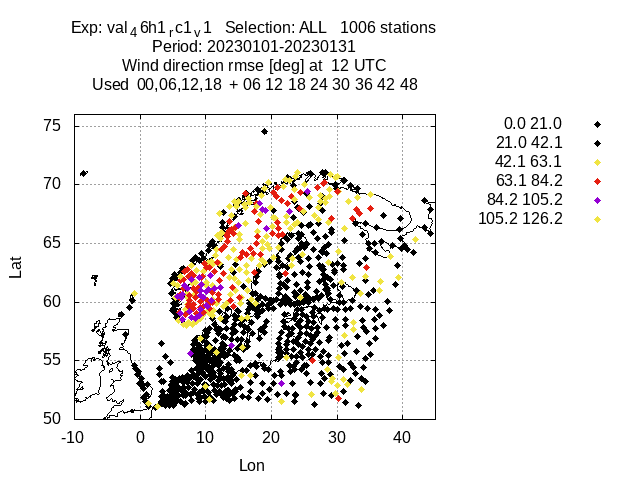 Exp: val46h1rc1v1 Selection: ALL 1006 stations
Period: 20230101-20230131
Wind direction rmse [deg] at 12 UTC
Used 00,06,12,18 + 06 12 18 24 30 36 42 48
0.0 21.0
21.0 42.1
42.1 63.1
63.1 84.2
84.2 105.2
105.2 126.2
75
70
65
60
55
50
Lat
-10 0 10 20 30 40
Lon